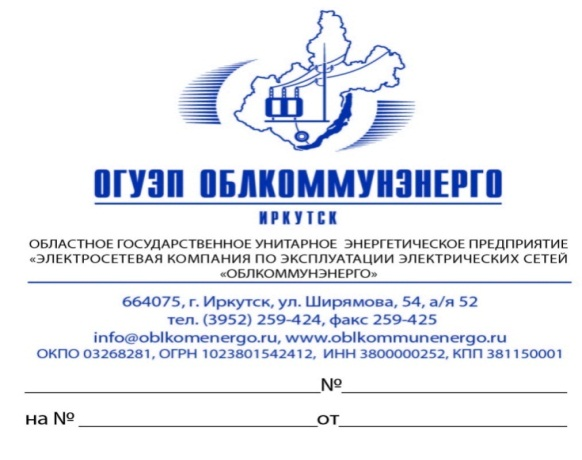 ОГУЭП ОБЛКОММУНЭНЕРГО
ИРКУТСК
ОБЛАСТНОЕ ГОСУДАРСТВЕННОЕ УНИТАРНОЕ ЭНЕРГЕТИЧЕСКОЕ ПРЕДПРИЯТИЕ
«ЭЛЕКТРОСЕТЕВАЯ КОМПАНИЯ ПО ЭКСПЛУАТАЦИИ ЭЛЕКТРИЧЕСКИХ СЕТЕЙ
«ОБЛКОММУНЭНЕРГО»
664075, г. Иркутск, ул. Ширямова, 54, а/я 52
тел. (3952) 259-424, факс 259-425
info@oblkomenergo.ru, www.oblkommunenergo.ru
ОКПО 03268281, ОГРН 1023801542412, ИНН 3800000252, КПП 381150001
№
на № от